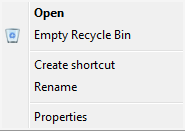 Open
Empty Recycle Bin
Create shortcut
Rename
Properties